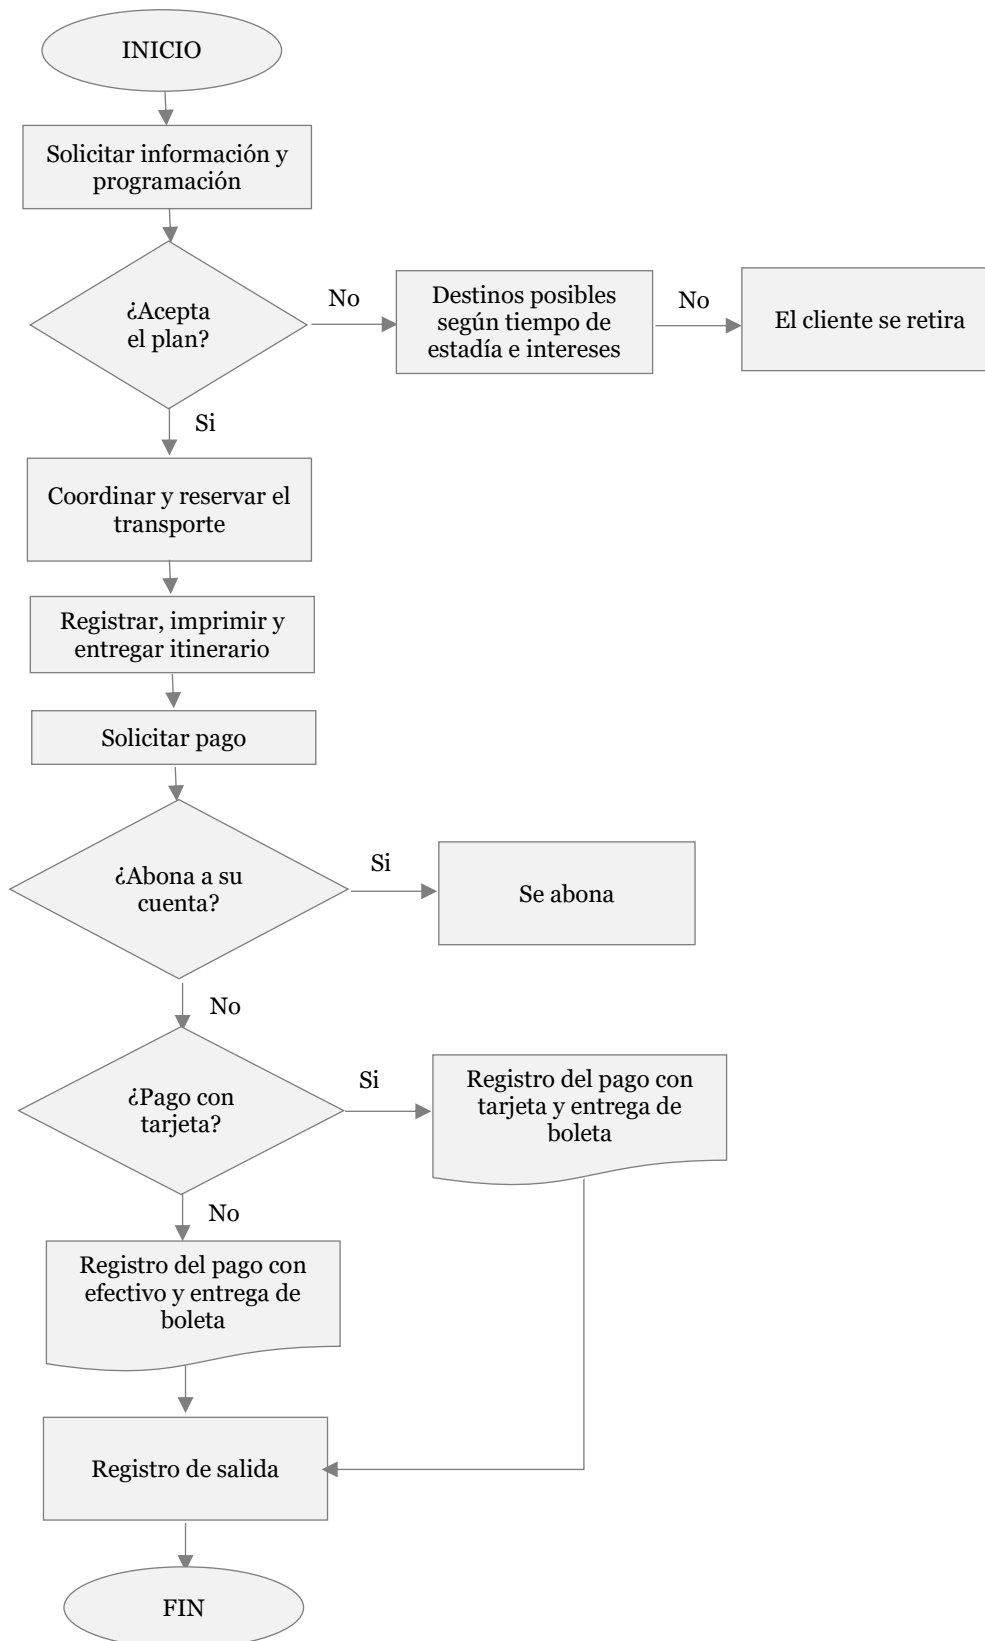 INICIO
Solicitar información y
programación
¿Acepta
el plan?
No
Destinos posibles
según tiempo de
estadía e intereses
No
El cliente se retira
Si
Coordinar y reservar el
transporte
Registrar, imprimir y
entregar itinerario
Solicitar pago
¿Abona a su
cuenta?
Si
Se abona
No
¿Pago con
tarjeta?
Si
Registro del pago con
tarjeta y entrega de
boleta
No
Registro del pago con
efectivo y entrega de
boleta
Registro de salida
FIN